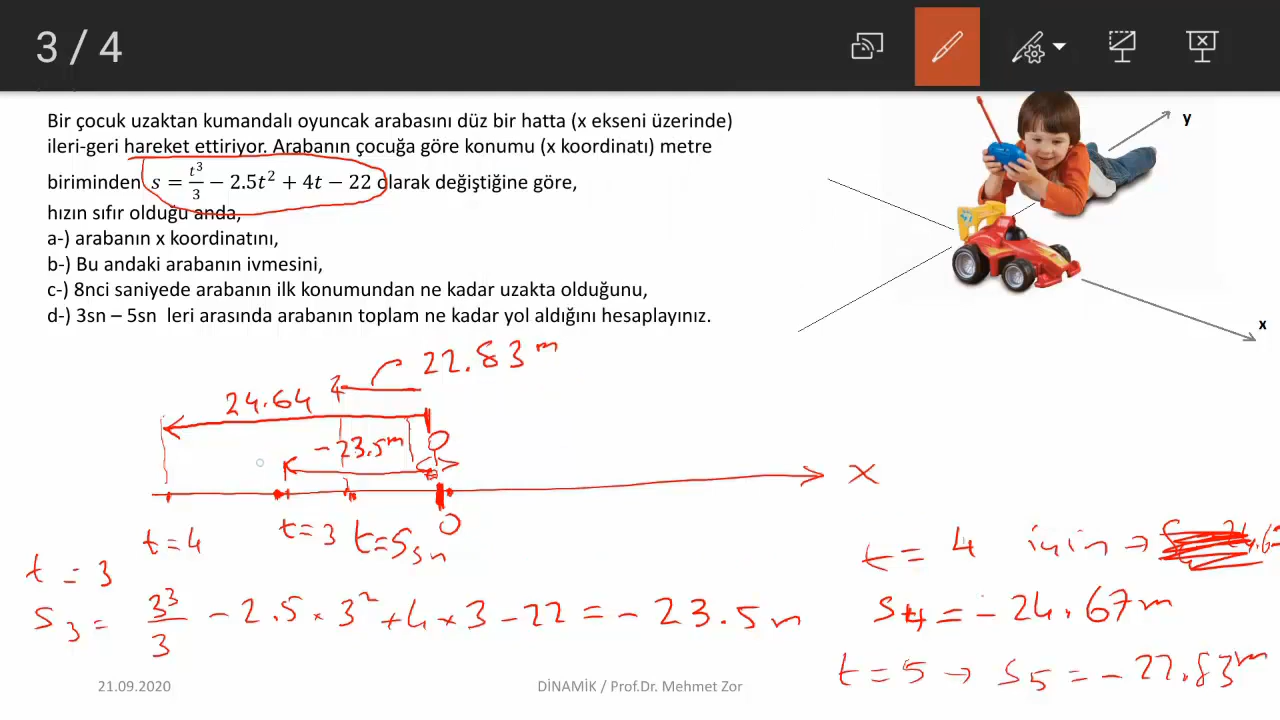 3 / 4
Bir çocuk uzaktan kumandalı oyuncak arabasını düz bir hatta (x ekseni üzerinde)
ileri-geri hareket ettiriyor. Arabanın çocuğa göre konumu (x koordinatı) metre
biriminden s = t³/3 − 2.5t² + 4t − 22 olarak değiştiğine göre,
hızın sıfır olduğu anda,
a-) arabanın x koordinatını,
b-) Bu andaki arabanın ivmesini,
c-) 8nci saniyede arabanın ilk konumundan ne kadar uzakta olduğunu,
d-) 3sn – 5sn leri arasında arabanın toplam ne kadar yol aldığını hesaplayınız.
y
x
22.83 m
24.64
-23.5 m
0
x
t=4
t=3
t=5 sn
0
t = 3
S3 = 3³/3 - 2.5 × 3² + 4 × 3 - 22 = - 23.5 m
t = 4 için →
S4 = - 24.67 m
t = 5 → S5 = - 22.83 m
21.09.2020
DİNAMİK / Prof.Dr. Mehmet Zor